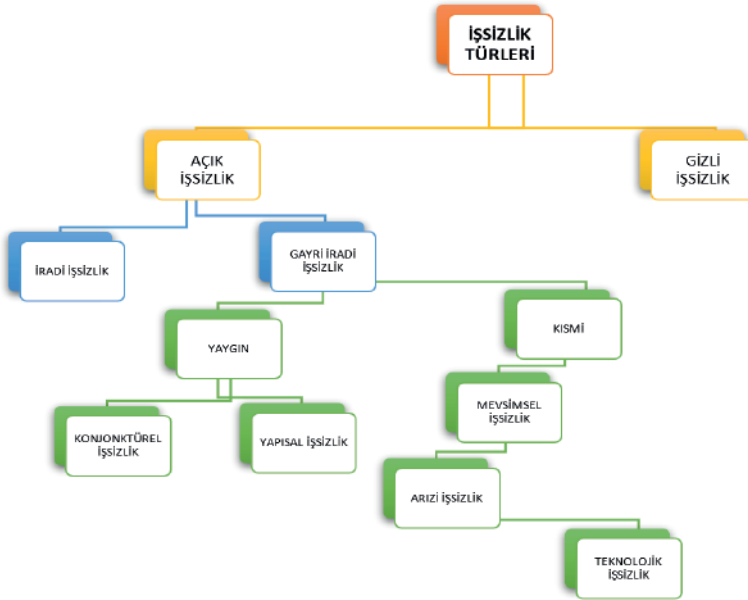 İŞSİZLİK
TÜRLERİ
AÇIK
İŞSİZLİK
GİZLİ
İŞSİZLİK
İRADİ İŞSİZLİK
GAYRİ İRADİ
İŞSİZLİK
YAYGIN
KISMİ
KONJONKTÜREL
İŞSİZLİK
YAPISAL İŞSİZLİK
MEVSİMSEL
İŞSİZLİK
ARIZİ İŞSİZLİK
TEKNOLOJİK
İŞSİZLİK